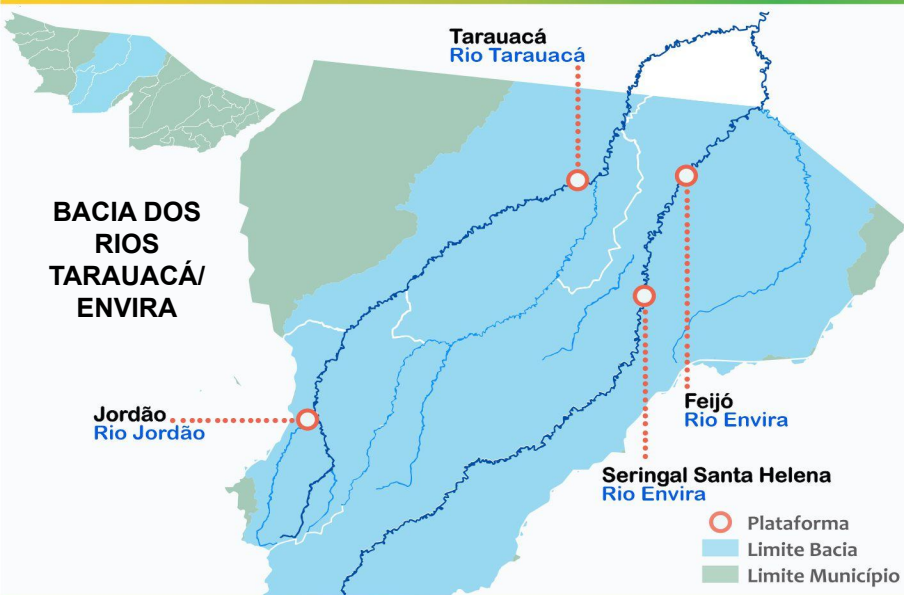 Tarauacá
Rio Tarauacá
BACIA DOS
RIOS
TARAUACÁ/
ENVIRA
Jordão
Rio Jordão
Feijó
Rio Envira
Seringal Santa Helena
Rio Envira
Plataforma
Limite Bacia
Limite Município